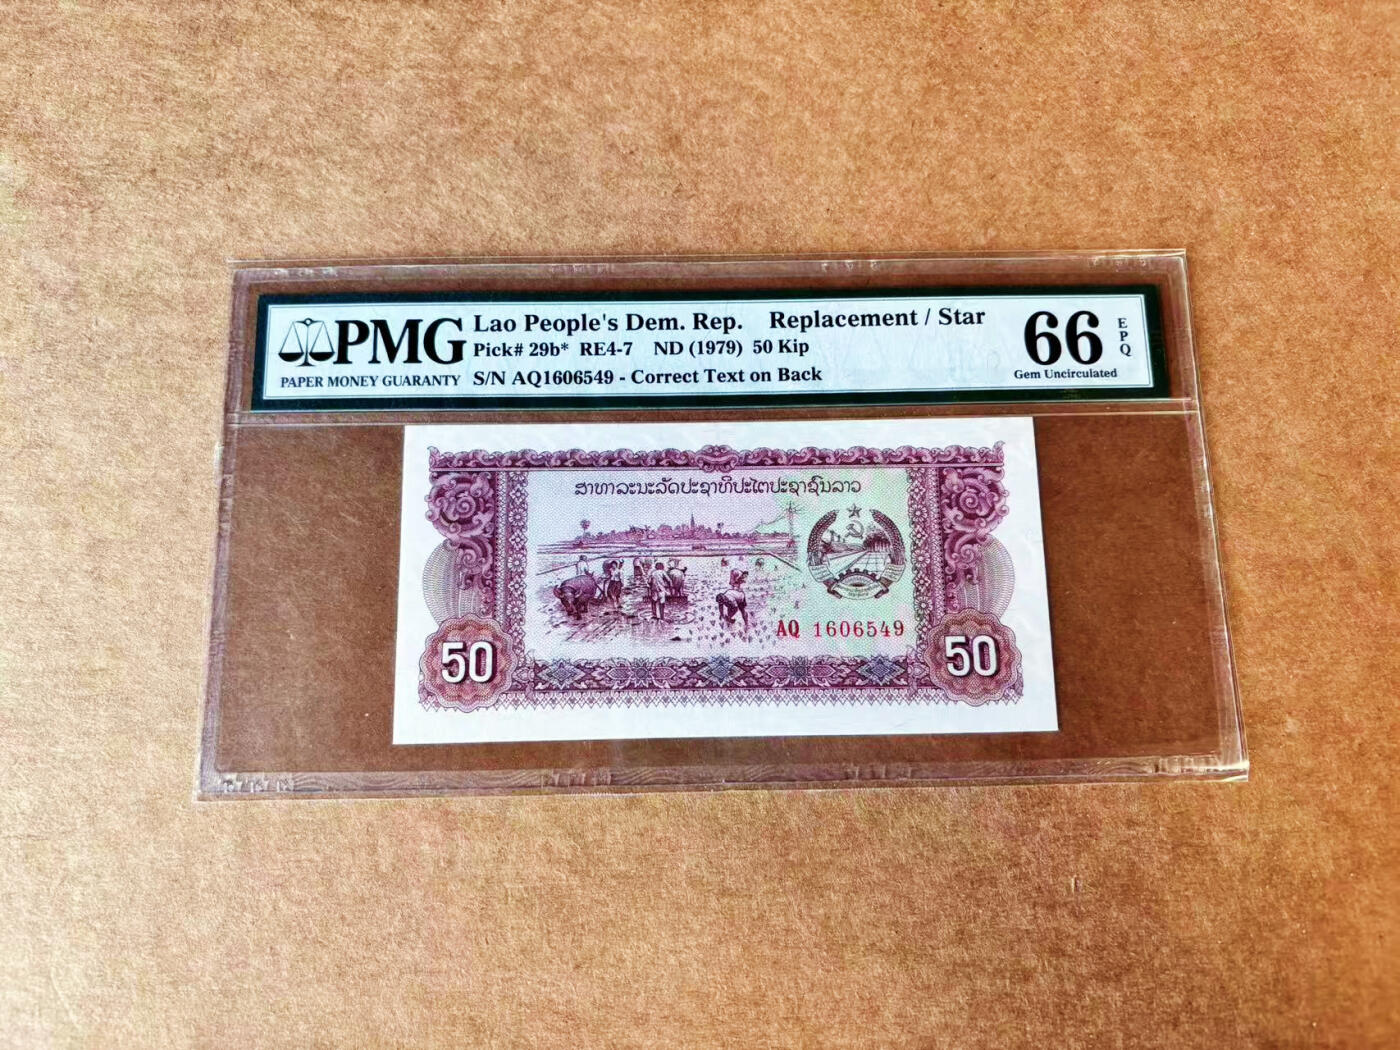 PMG
PAPER MONEY GUARANTY
Lao People's Dem. Rep. Replacement / Star
Pick# 29b* RE4-7 ND (1979) 50 Kip
S/N AQ1606549 - Correct Text on Back
66 EPQ
Gem Uncirculated
ສາທາລະນະລັດປະຊາທິປະໄຕປະຊາຊົນລາວ
AQ 1606549
50 50